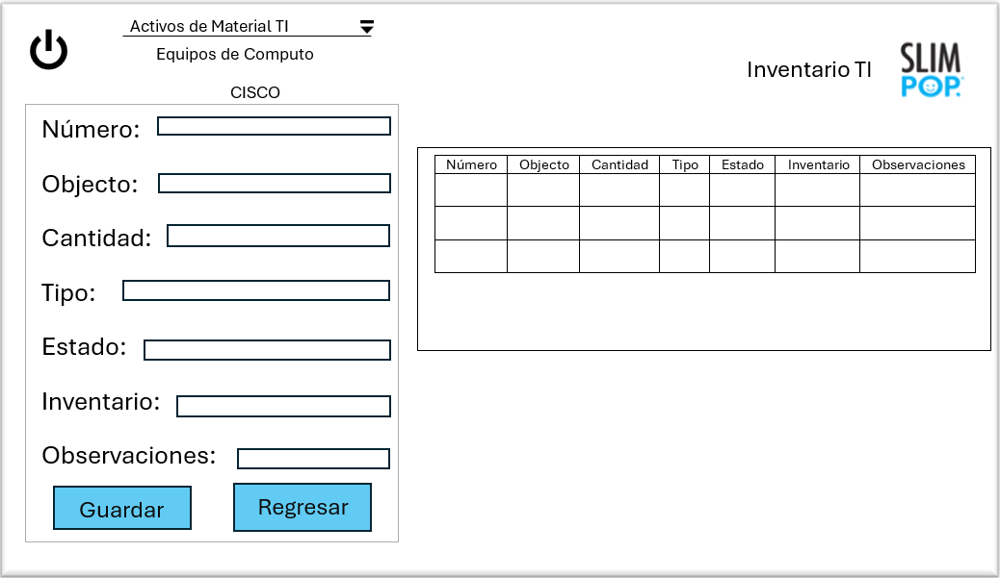 Activos de Material TI
Equipos de Computo
CISCO
Inventario TI
SLIM
POP.
Número:
Objecto:
Cantidad:
Tipo:
Estado:
Inventario:
Observaciones:
Guardar
Regresar
Número Objecto Cantidad Tipo Estado Inventario Observaciones